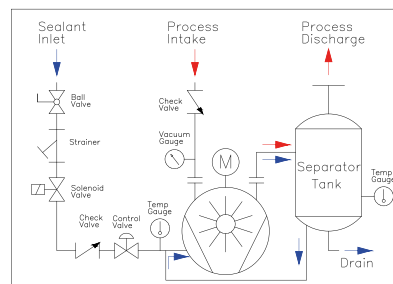 Sealant
Inlet
Process
Intake
Process
Discharge
Ball
Valve
Check
Valve
Strainer
Vacuum
Gauge
M
Separator
Tank
Temp
Gauge
Solenoid
Valve
Check
Valve
Control
Valve
Temp
Gauge
Drain